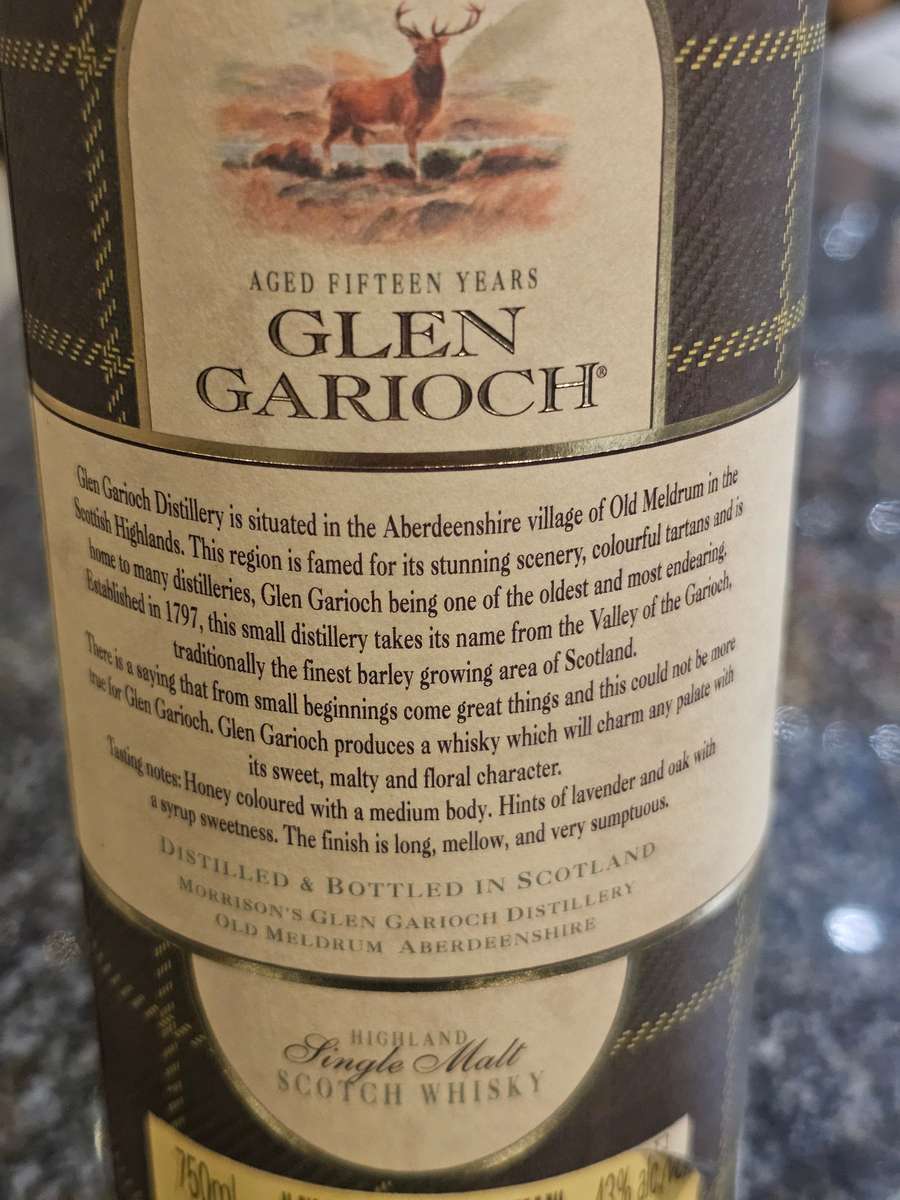 AGED FIFTEEN YEARS
GLEN
GARIOCH®
Glen Garioch Distillery is situated in the Aberdeenshire village of Old Meldrum in the
Scottish Highlands. This region is famed for its stunning scenery, colourful tartans and is
home to many distilleries, Glen Garioch being one of the oldest and most endearing.
Established in 1797, this small distillery takes its name from the Valley of the Garioch,
traditionally the finest barley growing area of Scotland.
There is a saying that from small beginnings come great things and this could not be more
true for Glen Garioch. Glen Garioch produces a whisky which will charm any palate with
its sweet, malty and floral character.
Tasting notes: Honey coloured with a medium body. Hints of lavender and oak with
a syrup sweetness. The finish is long, mellow, and very sumptuous.
DISTILLED & BOTTLED IN SCOTLAND
MORRISON'S GLEN GARIOCH DISTILLERY
OLD MELDRUM ABERDEENSHIRE
HIGHLAND
Single Malt
SCOTCH WHISKY
750ml 43% alc/vol